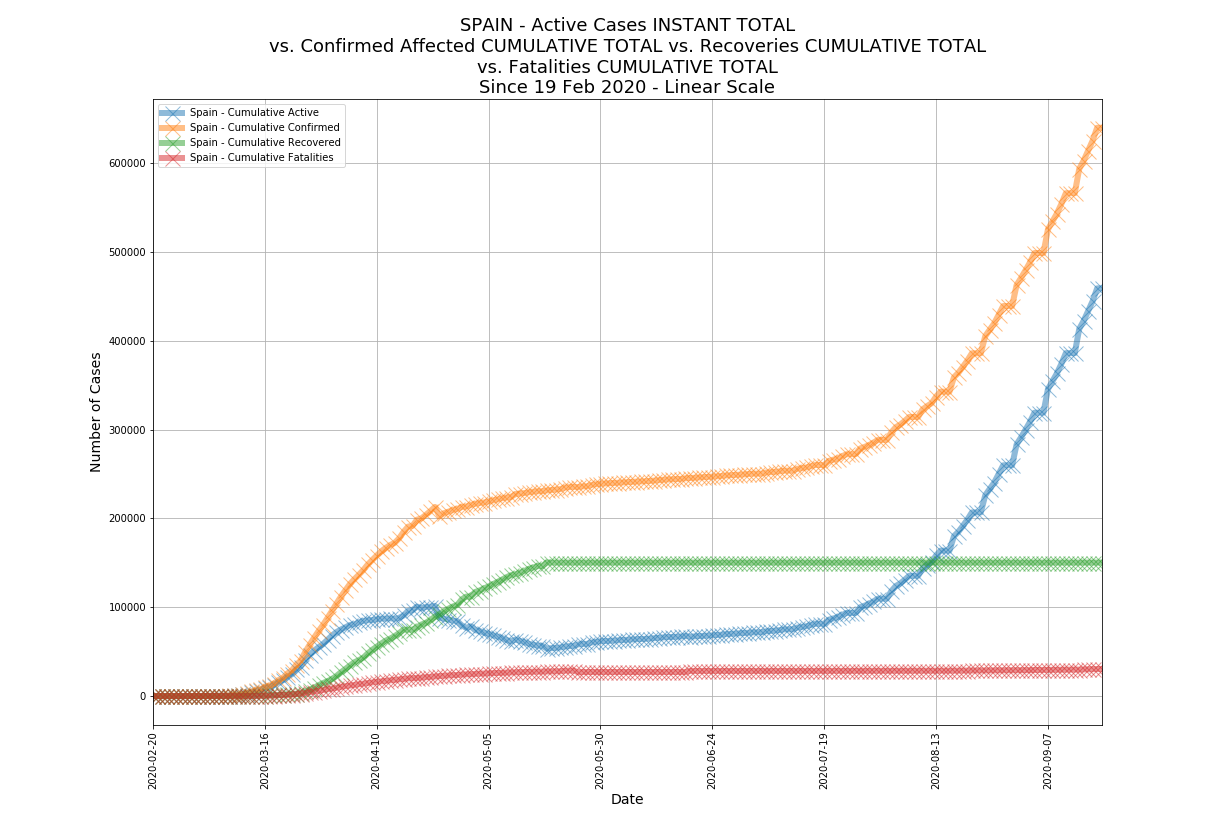 SPAIN - Active Cases INSTANT TOTAL
vs. Confirmed Affected CUMULATIVE TOTAL vs. Recoveries CUMULATIVE TOTAL
vs. Fatalities CUMULATIVE TOTAL
Since 19 Feb 2020 - Linear Scale
Spain - Cumulative Active
Spain - Cumulative Confirmed
Spain - Cumulative Recovered
Spain - Cumulative Fatalities
600000
500000
400000
300000
200000
100000
0
Number of Cases
2020-02-20
2020-03-16
2020-04-10
2020-05-05
2020-05-30
2020-06-24
2020-07-19
2020-08-13
2020-09-07
Date